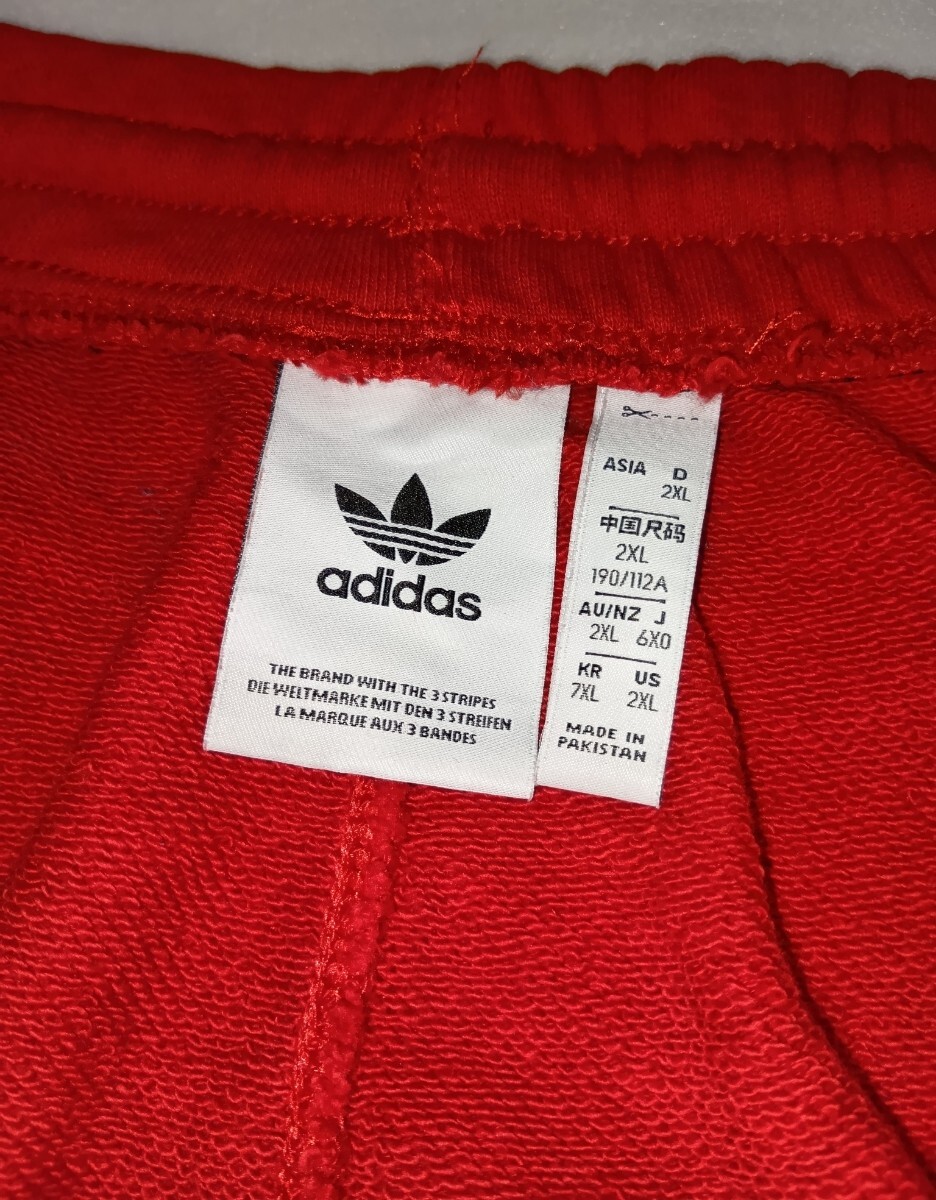 adidas
THE BRAND WITH THE 3 STRIPES
DIE WELTMARKE MIT DEN 3 STREIFEN
LA MARQUE AUX 3 BANDES
ASIA D
2XL
中国尺码
2XL
190/112A
AU/NZ J
2XL 6XO
KR US
7XL 2XL
MADE IN
PAKISTAN